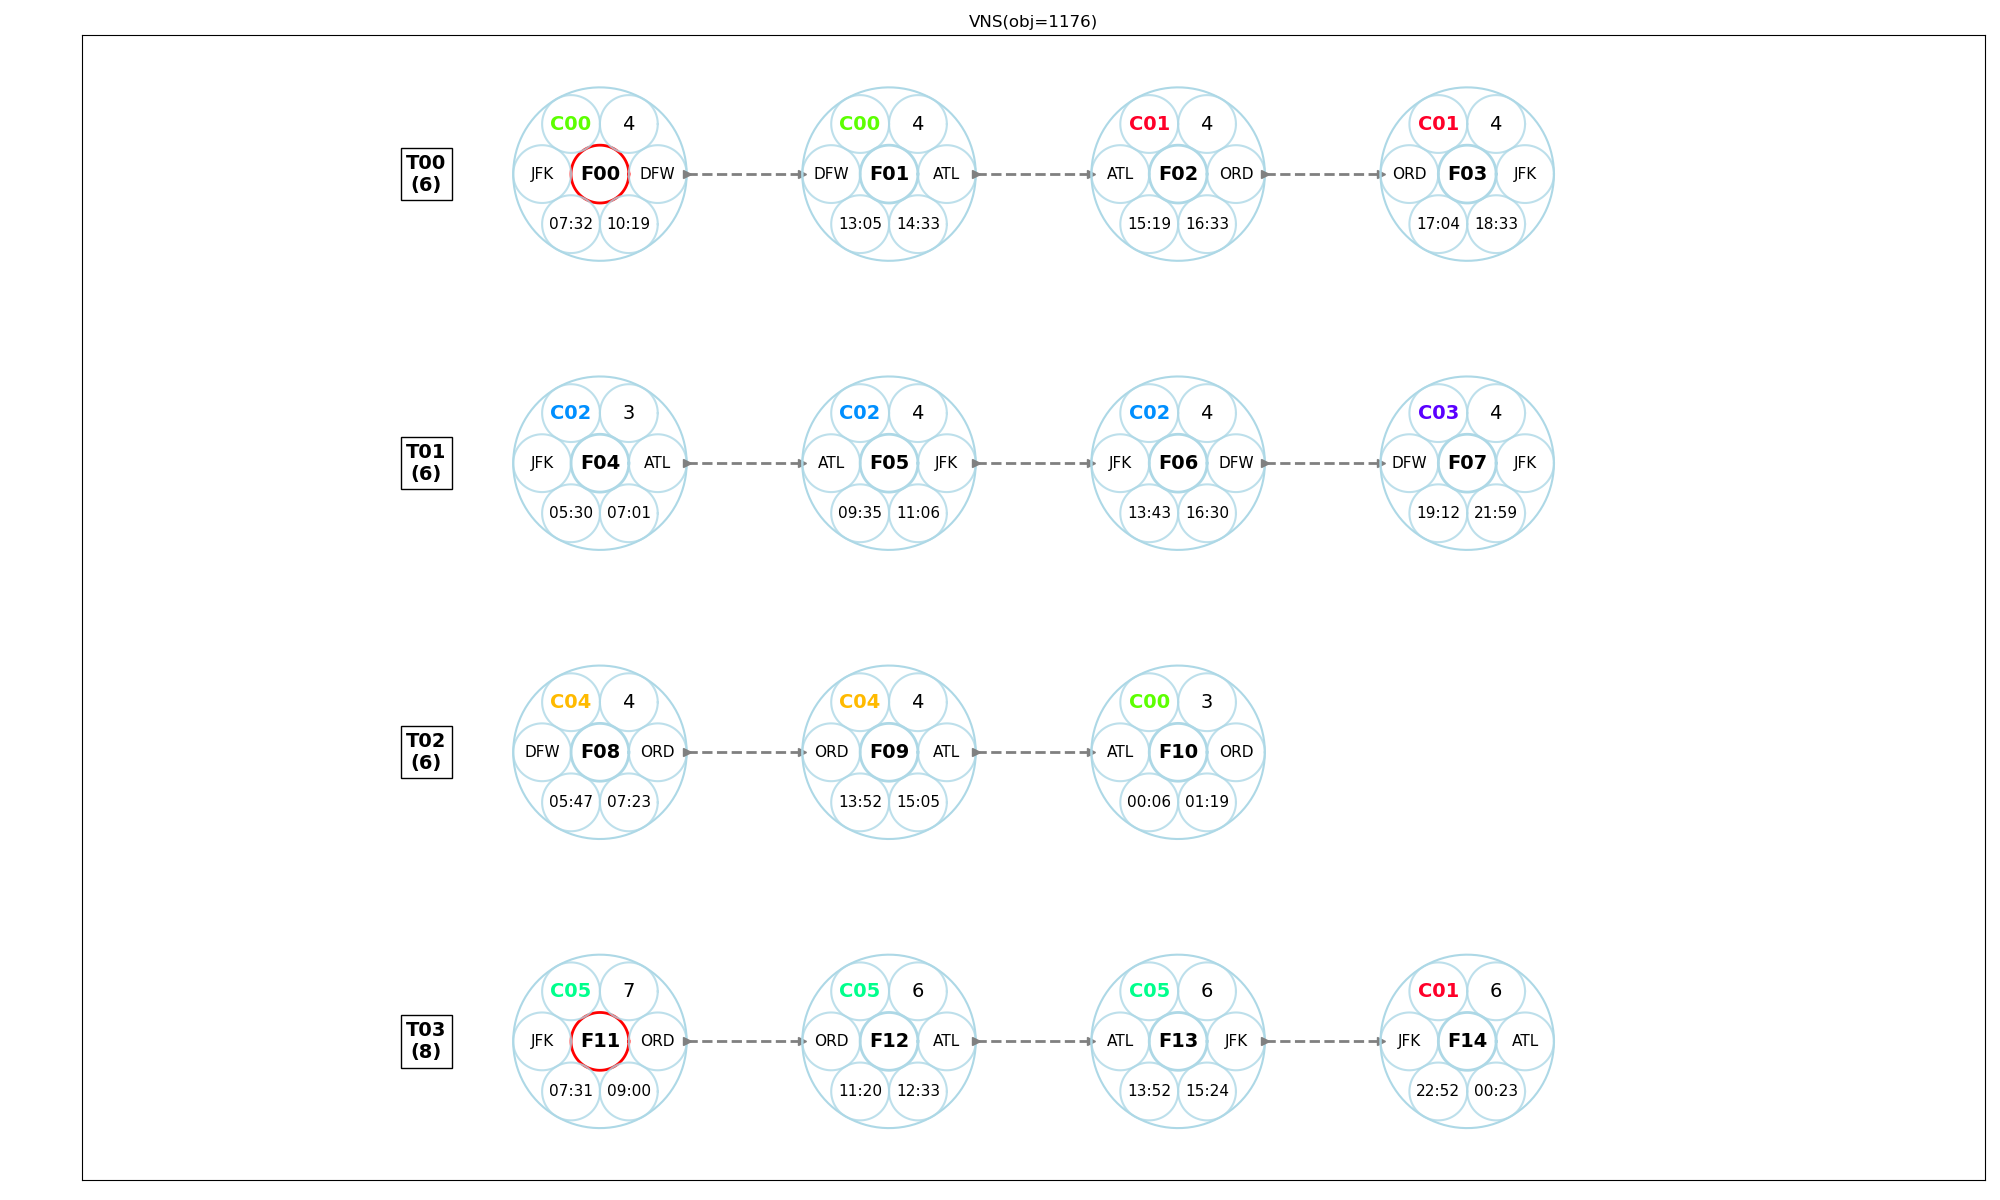 VNS(obj=1176)
C00 4 C00 4 C01 4 C01 4
T00
(6)
JFK F00 DFW DFW F01 ATL ATL F02 ORD ORD F03 JFK
07:32 10:19 13:05 14:33 15:19 16:33 17:04 18:33
C02 3 C02 4 C02 4 C03 4
T01
(6)
JFK F04 ATL ATL F05 JFK JFK F06 DFW DFW F07 JFK
05:30 07:01 09:35 11:06 13:43 16:30 19:12 21:59
C04 4 C04 4 C00 3
T02
(6)
DFW F08 ORD ORD F09 ATL ATL F10 ORD
05:47 07:23 13:52 15:05 00:06 01:19
C05 7 C05 6 C05 6 C01 6
T03
(8)
JFK F11 ORD ORD F12 ATL ATL F13 JFK JFK F14 ATL
07:31 09:00 11:20 12:33 13:52 15:24 22:52 00:23